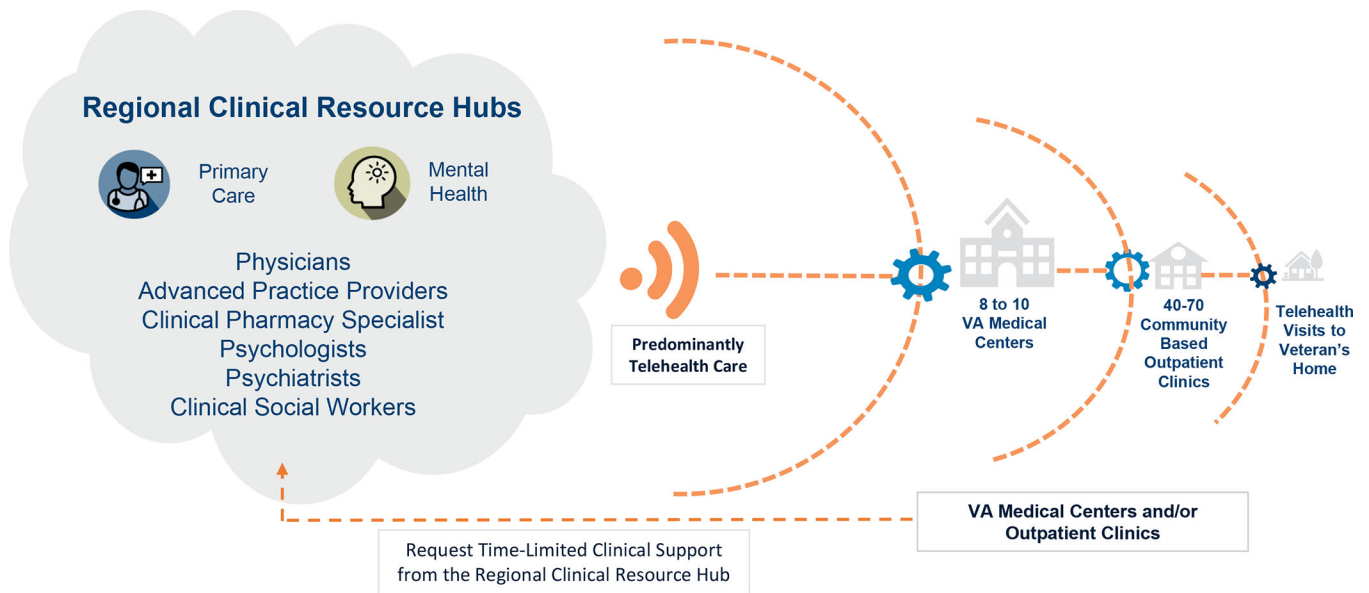 Regional Clinical Resource Hubs
Primary
Care
Mental
Health
Physicians
Advanced Practice Providers
Clinical Pharmacy Specialist
Psychologists
Psychiatrists
Clinical Social Workers
Predominantly
Telehealth Care
8 to 10
VA Medical
Centers
40-70
Community
Based
Outpatient
Clinics
Telehealth
Visits to
Veteran’s
Home
VA Medical Centers and/or
Outpatient Clinics
Request Time-Limited Clinical Support
from the Regional Clinical Resource Hub